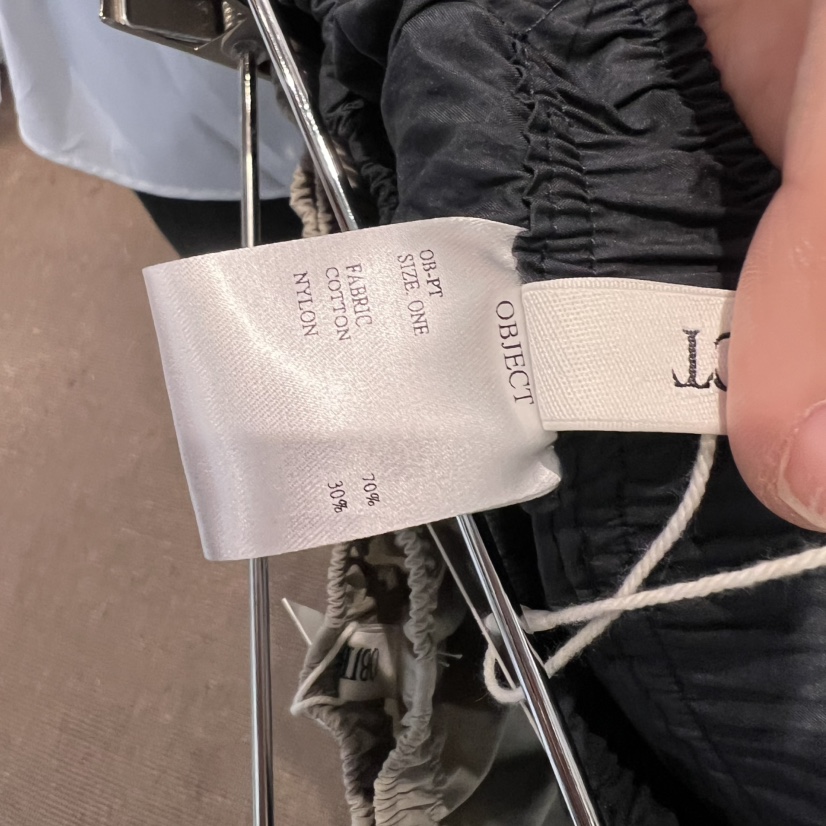 OBJECT
OB-PT
SIZE, ONE
FABRIC
COTTON 70%
NYLON 30%